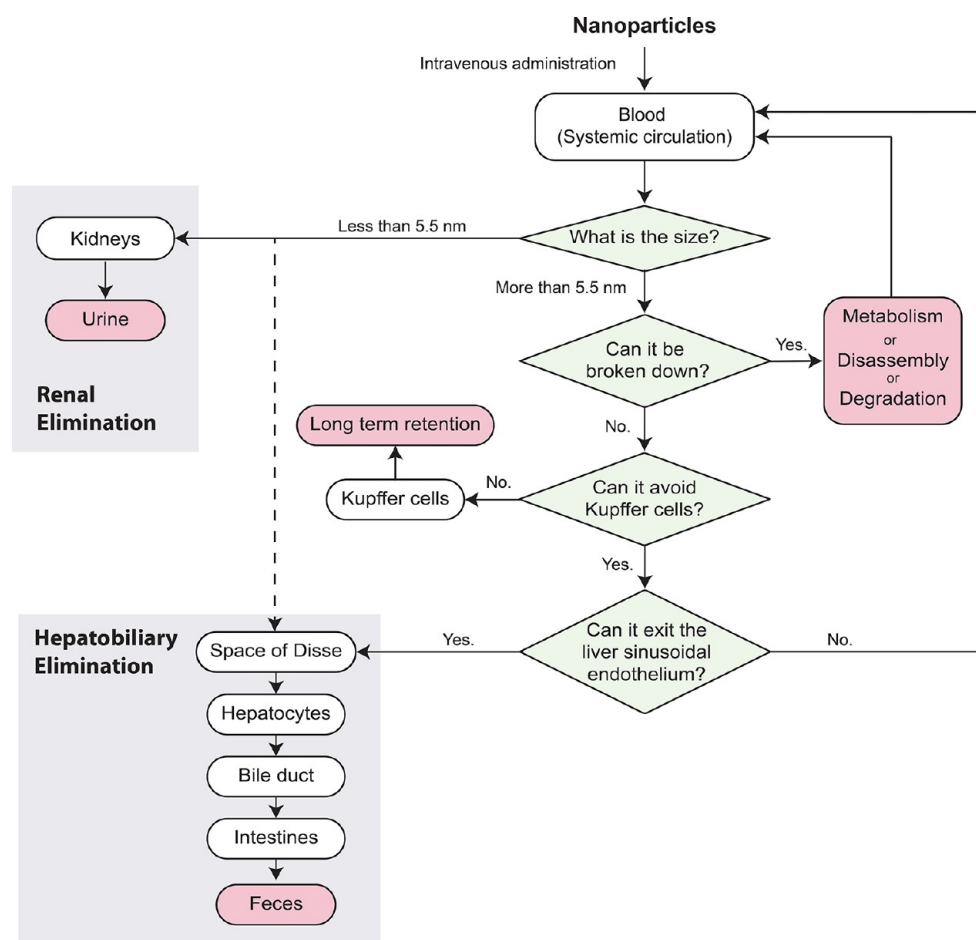 Nanoparticles
Intravenous administration
Blood
(Systemic circulation)
Less than 5.5 nm
What is the size?
Kidneys
Urine
Renal
Elimination
More than 5.5 nm
Can it be
broken down?
Yes.
Metabolism
or
Disassembly
or
Degradation
No.
Long term retention
Kupffer cells
No.
Can it avoid
Kupffer cells?
Yes.
Hepatobiliary
Elimination
Space of Disse
Yes.
Can it exit the
liver sinusoidal
endothelium?
No.
Hepatocytes
Bile duct
Intestines
Feces